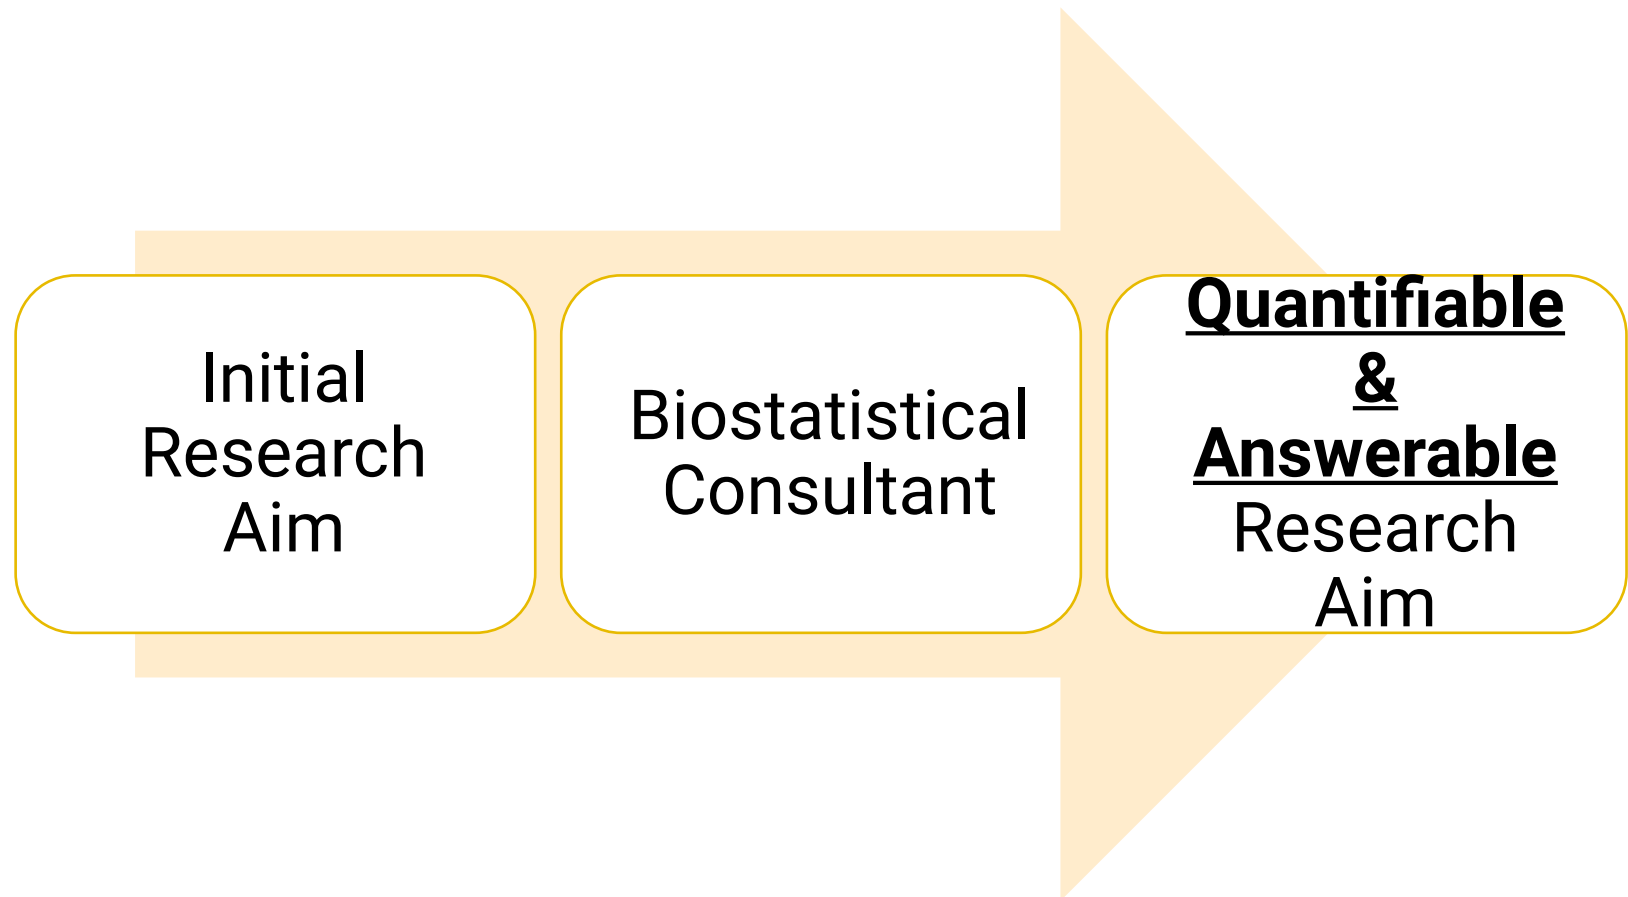 Initial
Research
Aim
Biostatistical
Consultant
Quantifiable
&
Answerable
Research
Aim